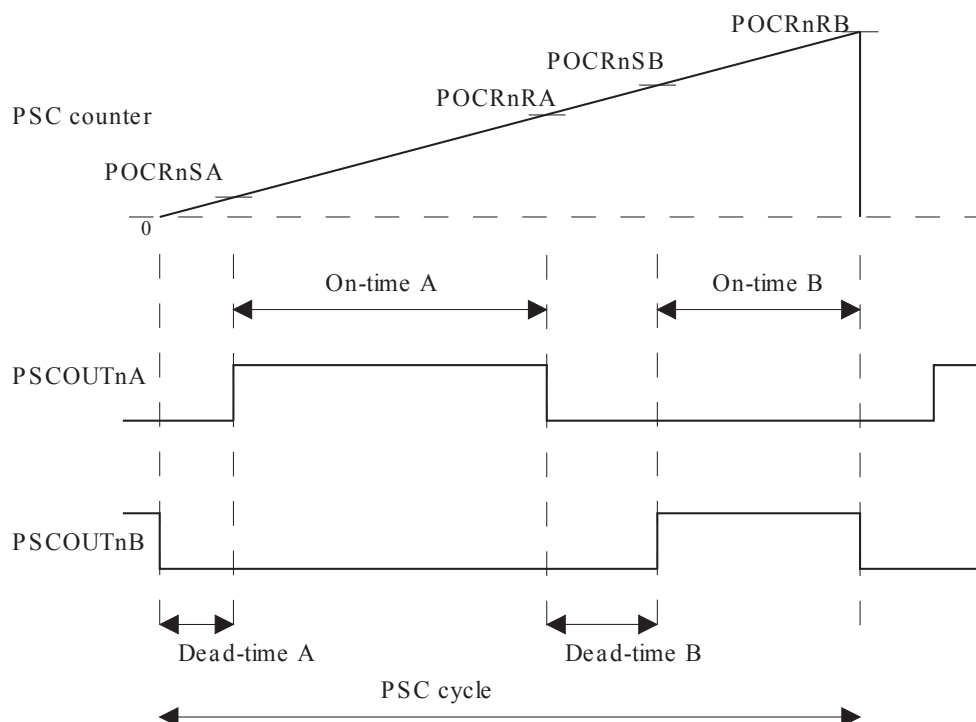 POCRnRB
POCRnSB
POCRnRA
PSC counter
POCRnSA
0
On-time A
On-time B
PSCOUTnA
PSCOUTnB
Dead-time A
Dead-time B
PSC cycle